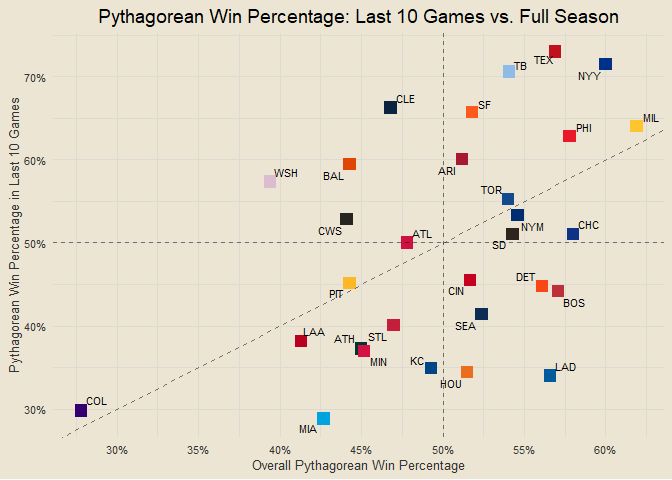 Pythagorean Win Percentage: Last 10 Games vs. Full Season
TEX
TB
NYY
70%
CLE
SF
MIL
PHI
60%
ARI
BAL
WSH
TOR
CWS
NYM
CHC
ATL
SD
50%
Pythagorean Win Percentage in Last 10 Games
DET
CIN
PIT
BOS
SEA
40%
LAA
ATH
STL
MIN
KC
LAD
HOU
COL
30%
MIA
30%
35%
40%
45%
50%
55%
60%
Overall Pythagorean Win Percentage